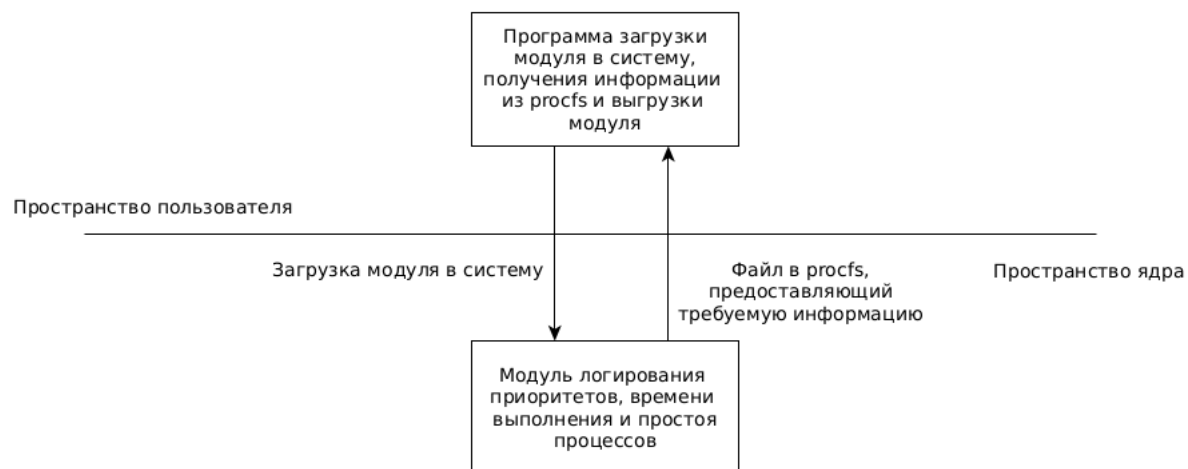 Программа загрузки
модуля в систему,
получения информации
из procfs и выгрузки
модуля
Пространство пользователя
Загрузка модуля в систему
Файл в procfs,
предоставляющий
требуемую информацию
Пространство ядра
Модуль логирования
приоритетов, времени
выполнения и простоя
процессов